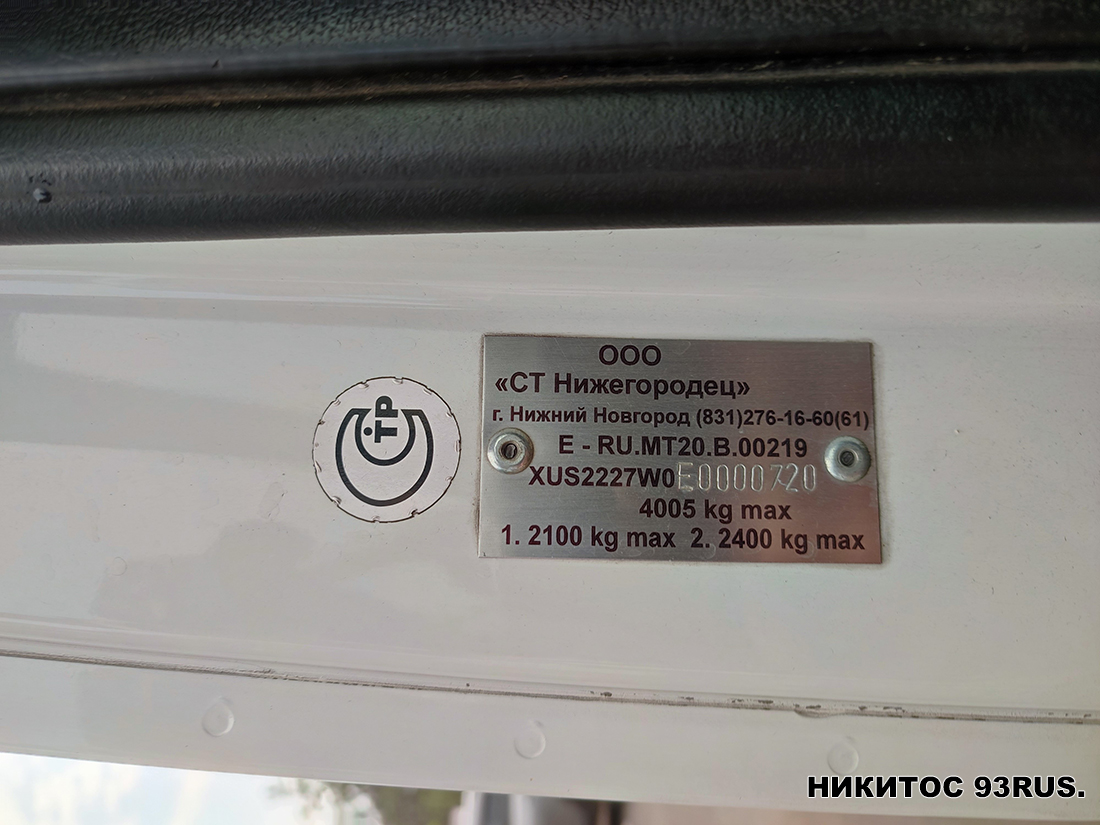 ТР
ООО
«СТ Нижегородец»
г. Нижний Новгород (831)276-16-60(61)
E - RU.MT20.B.00219
XUS2227W0E0000720
4005 kg max
1. 2100 kg max 2. 2400 kg max
НИКИТОС 93RUS.